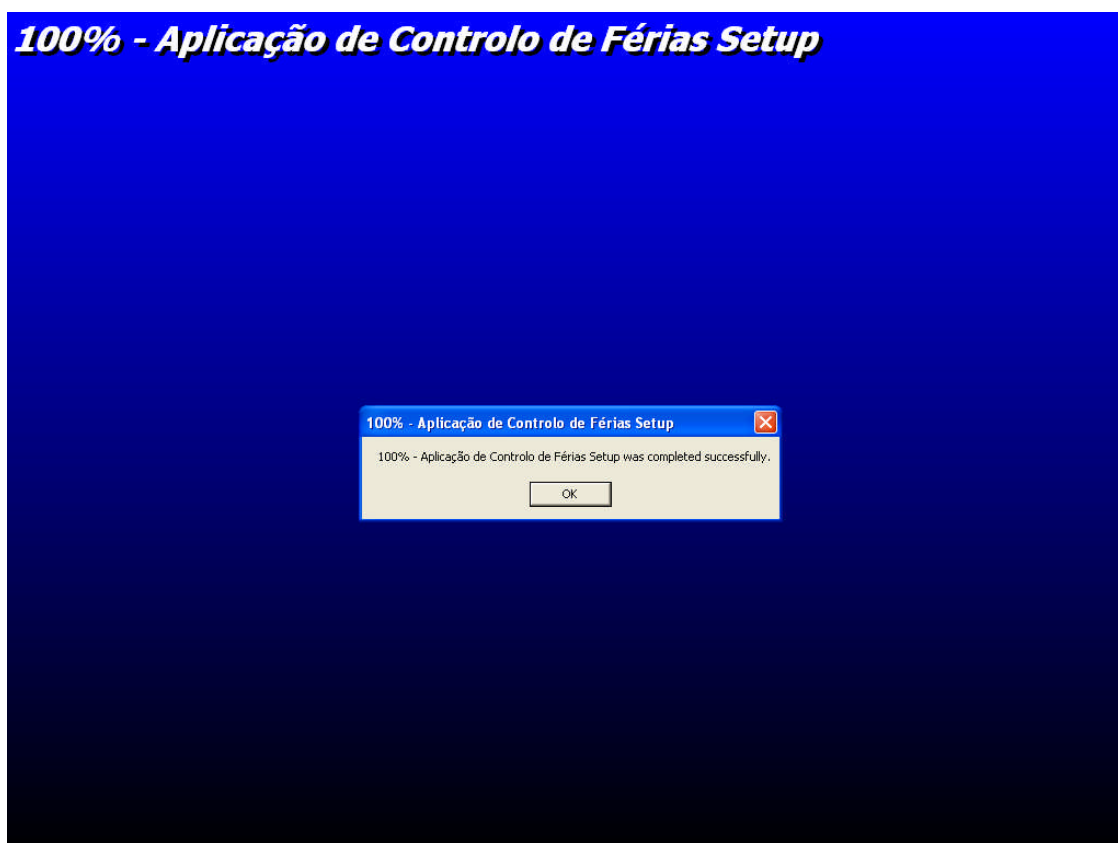 100% - Aplicação de Controlo de Férias Setup
100% - Aplicação de Controlo de Férias Setup
100% - Aplicação de Controlo de Férias Setup was completed successfully.
OK